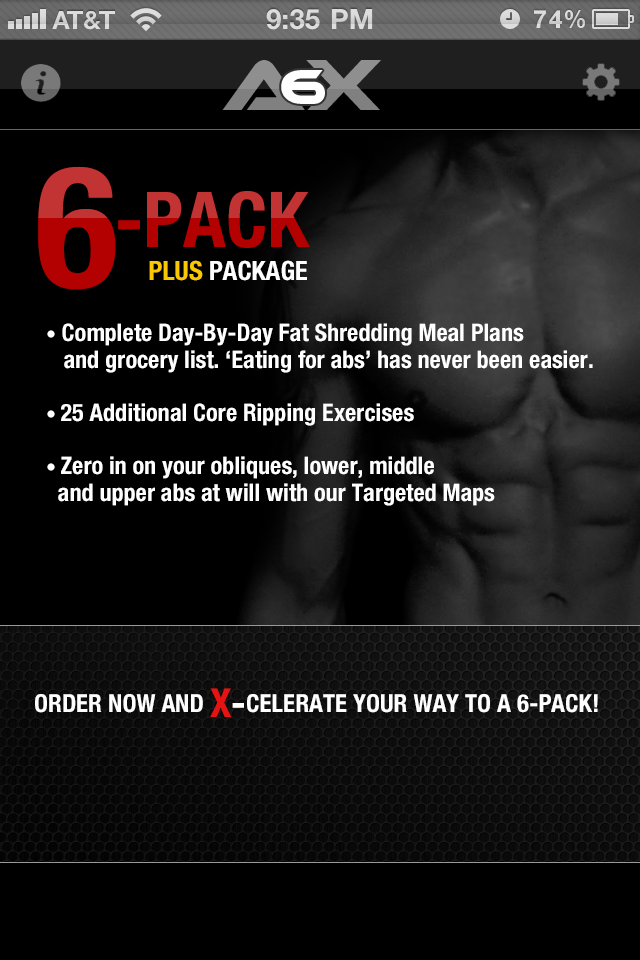 AT&T 9:35 PM 74%
i A6X
6-PACK
PLUS PACKAGE
• Complete Day-By-Day Fat Shredding Meal Plans
and grocery list. ‘Eating for abs’ has never been easier.
• 25 Additional Core Ripping Exercises
• Zero in on your obliques, lower, middle
and upper abs at will with our Targeted Maps
ORDER NOW AND X-CELERATE YOUR WAY TO A 6-PACK!